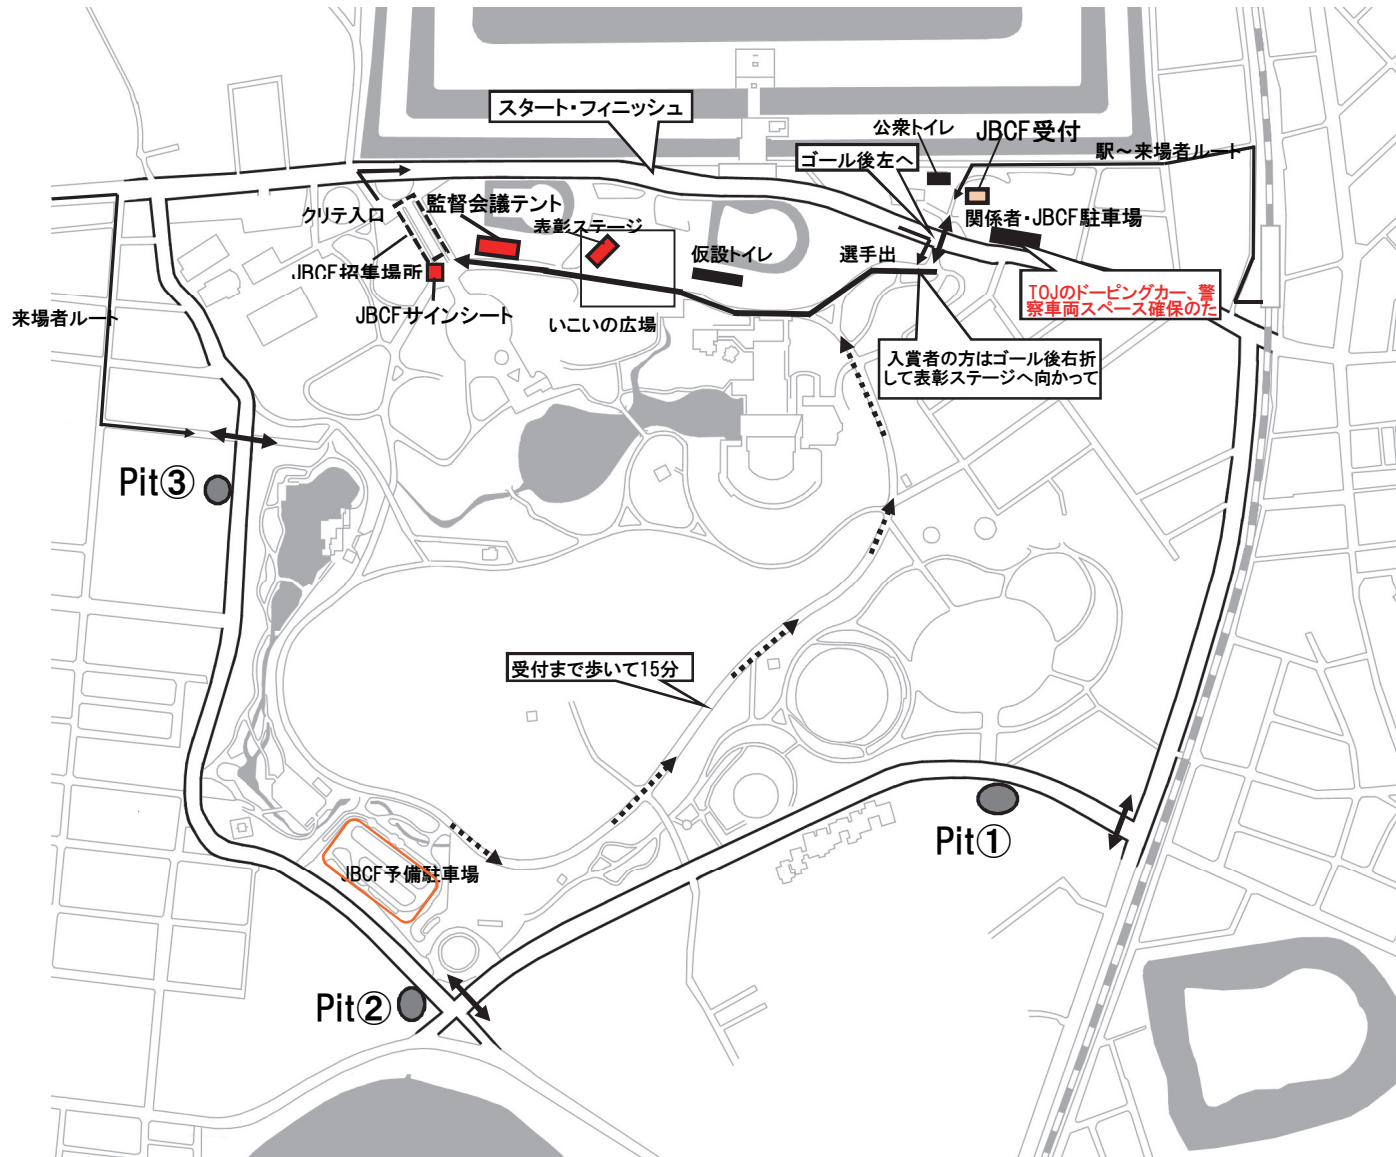 スタート・フィニッシュ
公衆トイレ
JBCF受付
ゴール後左へ
駅～来場者ルート
クリテ入口
監督会議テント
表彰ステージ
関係者・JBCF駐車場
JBCF招集場所
仮設トイレ
選手出
TOJのドーピングカー、警
察車両スペース確保のた
来場者ルート
JBCFサインシート
いこいの広場
入賞者の方はゴール後右折
して表彰ステージへ向かって
Pit③
受付まで歩いて15分
Pit①
JBCF予備駐車場
Pit②